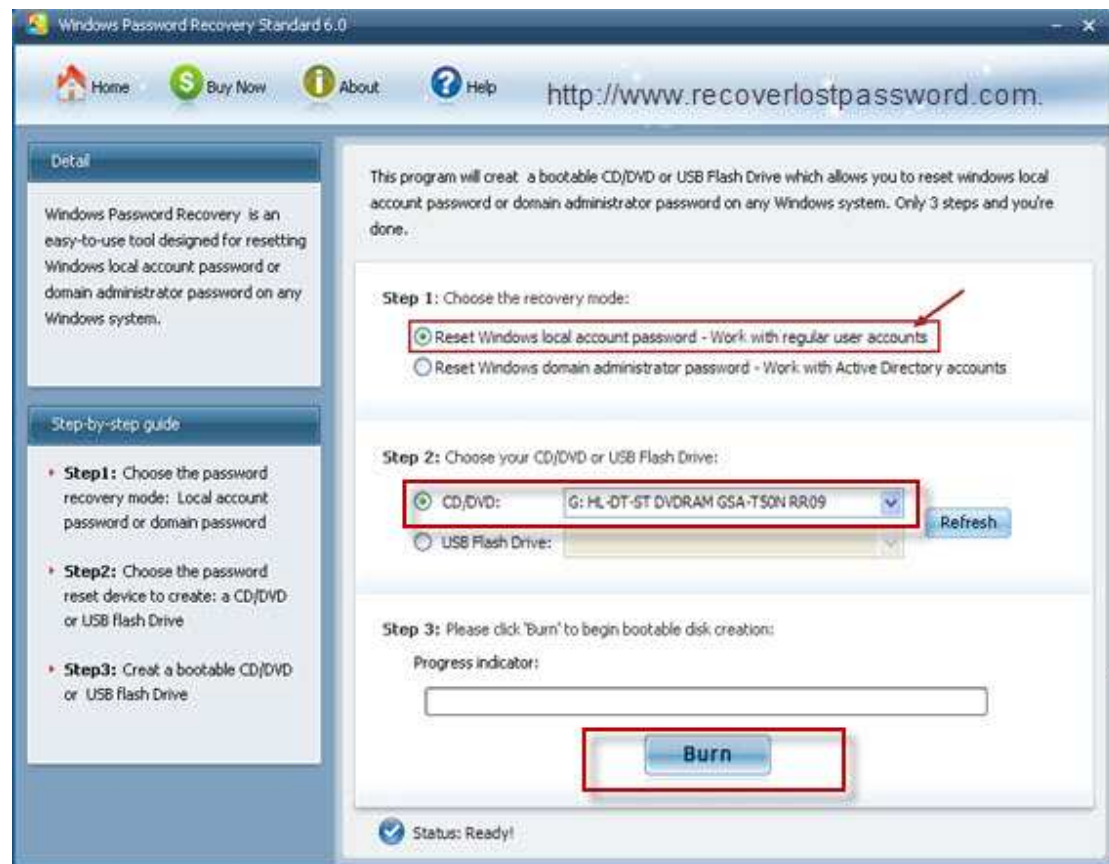 Windows Password Recovery Standard 6.0
Home
Buy Now
About
Help
http://www.recoverlostpassword.com.
Detail
Windows Password Recovery is an
easy-to-use tool designed for resetting
Windows local account password or
domain administrator password on any
Windows system.
Step-by-step guide
Step1: Choose the password
recovery mode: Local account
password or domain password
Step2: Choose the password
reset device to create: a CD/DVD
or USB flash Drive
Step3: Creat a bootable CD/DVD
or USB flash Drive
This program will creat a bootable CD/DVD or USB Flash Drive which allows you to reset windows local
account password or domain administrator password on any Windows system. Only 3 steps and you're
done.
Step 1: Choose the recovery mode:
Reset Windows local account password - Work with regular user accounts
Reset Windows domain administrator password - Work with Active Directory accounts
Step 2: Choose your CD/DVD or USB Flash Drive:
CD/DVD: G: HL-DT-ST DVDRAM GSA-T50N RR09
Refresh
USB Flash Drive:
Step 3: Please click 'Burn' to begin bootable disk creation:
Progress indicator:
Burn
Status: Ready!